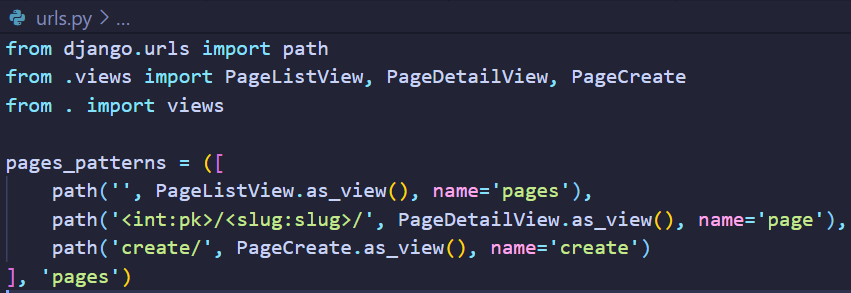 urls.py > ...
from django.urls import path
from .views import PageListView, PageDetailView, PageCreate
from . import views
pages_patterns = ([
    path('', PageListView.as_view(), name='pages'),
    path('<int:pk>/<slug:slug>/', PageDetailView.as_view(), name='page'),
    path('create/', PageCreate.as_view(), name='create')
], 'pages')